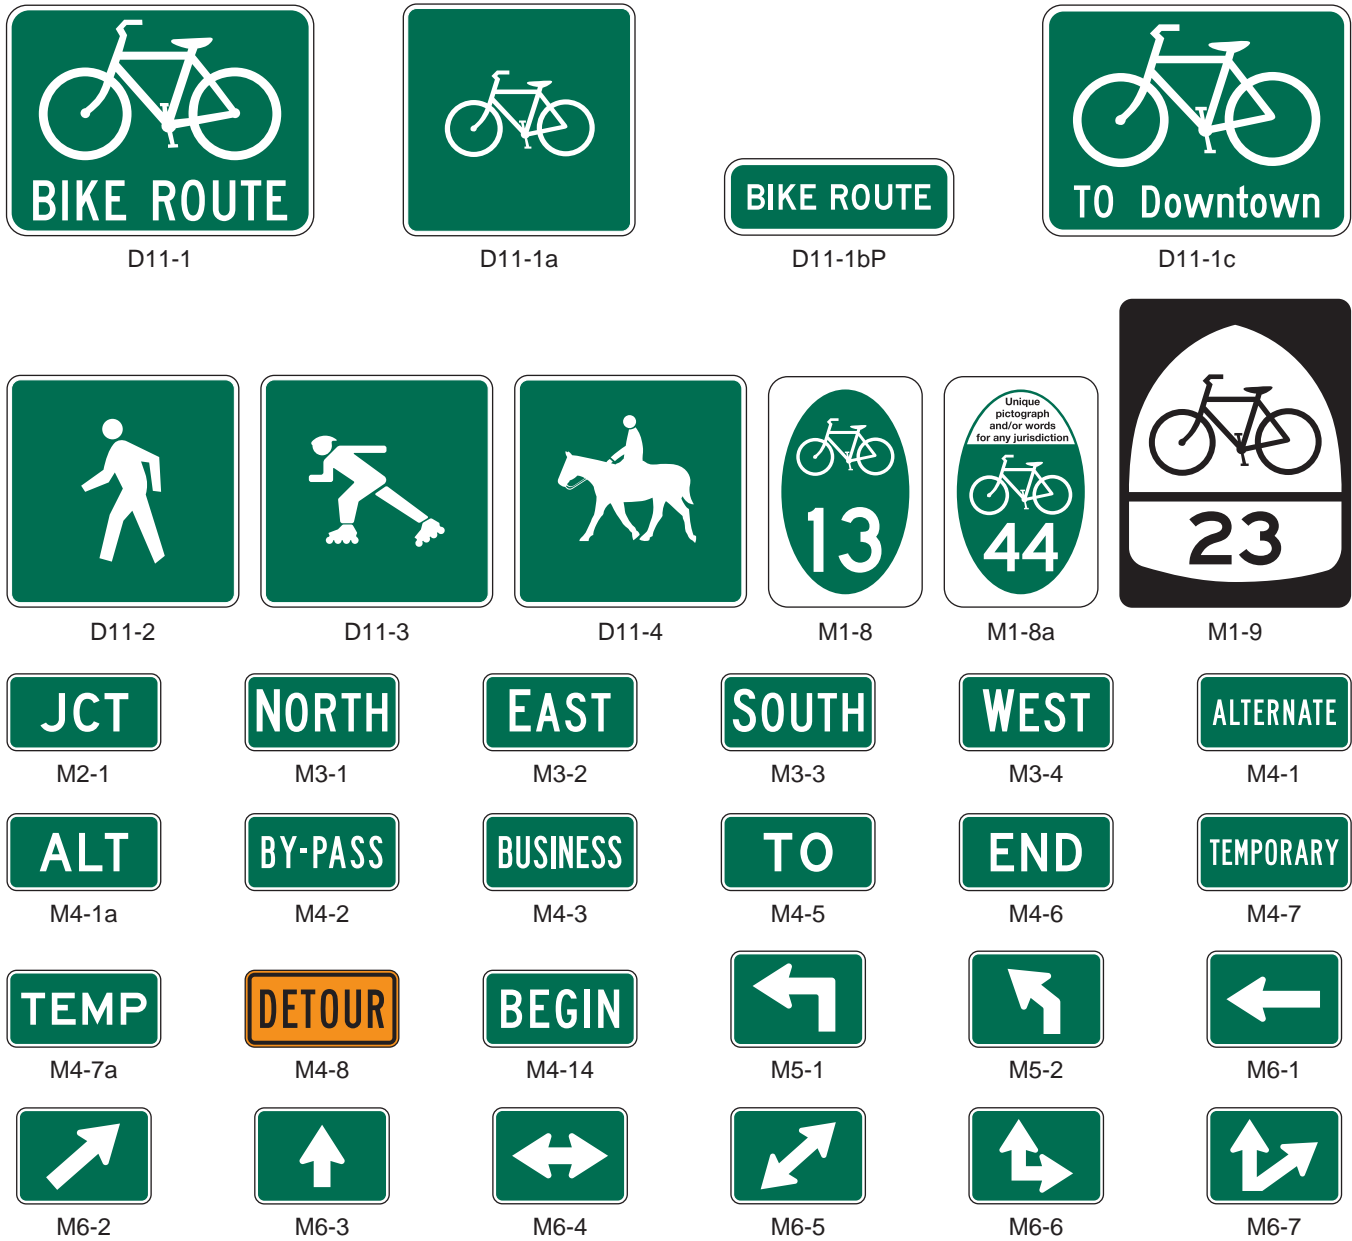 BIKE ROUTE
BIKE ROUTE
TO Downtown
D11-1
D11-1a
D11-1bP
D11-1c
13
Unique
pictograph
and/or words
for any jurisdiction
44
23
D11-2
D11-3
D11-4
M1-8
M1-8a
M1-9
JCT
NORTH
EAST
SOUTH
WEST
ALTERNATE
M2-1
M3-1
M3-2
M3-3
M3-4
M4-1
ALT
BY-PASS
BUSINESS
TO
END
TEMPORARY
M4-1a
M4-2
M4-3
M4-5
M4-6
M4-7
TEMP
DETOUR
BEGIN
M4-7a
M4-8
M4-14
M5-1
M5-2
M6-1
M6-2
M6-3
M6-4
M6-5
M6-6
M6-7